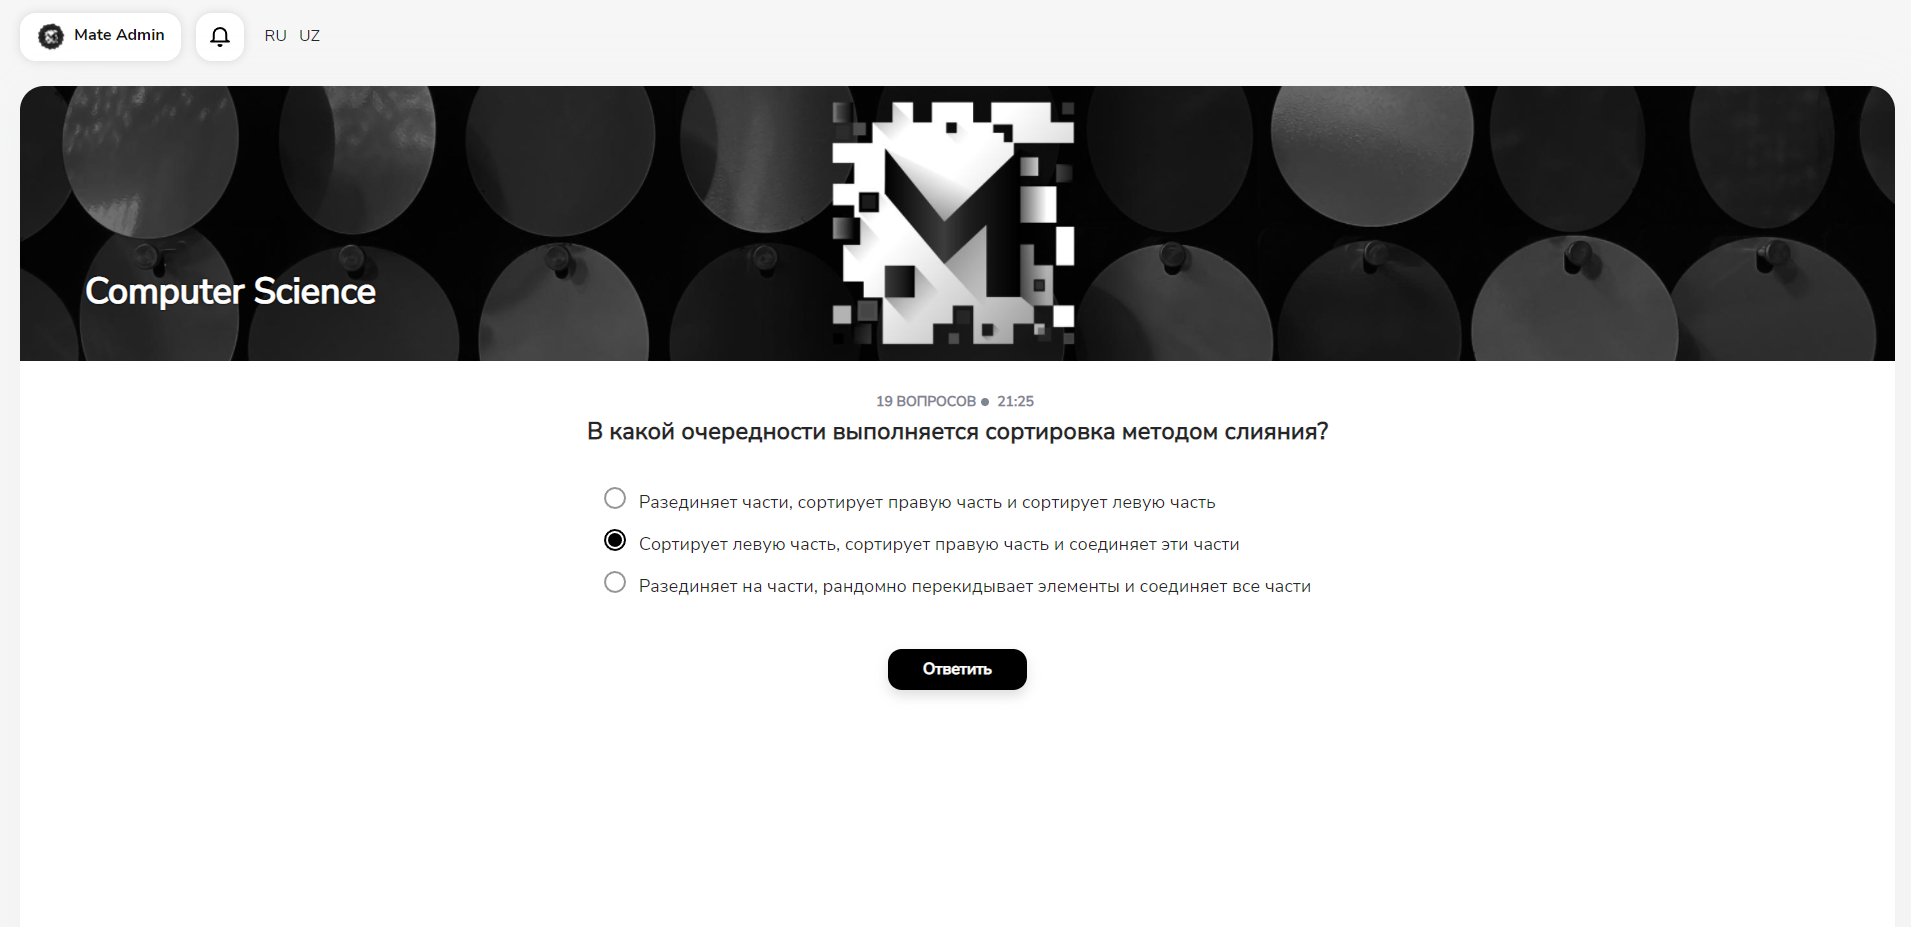 Mate Admin
RU UZ
Computer Science
19 ВОПРОСОВ ● 21:25
В какой очередности выполняется сортировка методом слияния?
Разединяет части, сортирует правую часть и сортирует левую часть
Сортирует левую часть, сортирует правую часть и соединяет эти части
Разединяет на части, рандомно перекидывает элементы и соединяет все части
Ответить